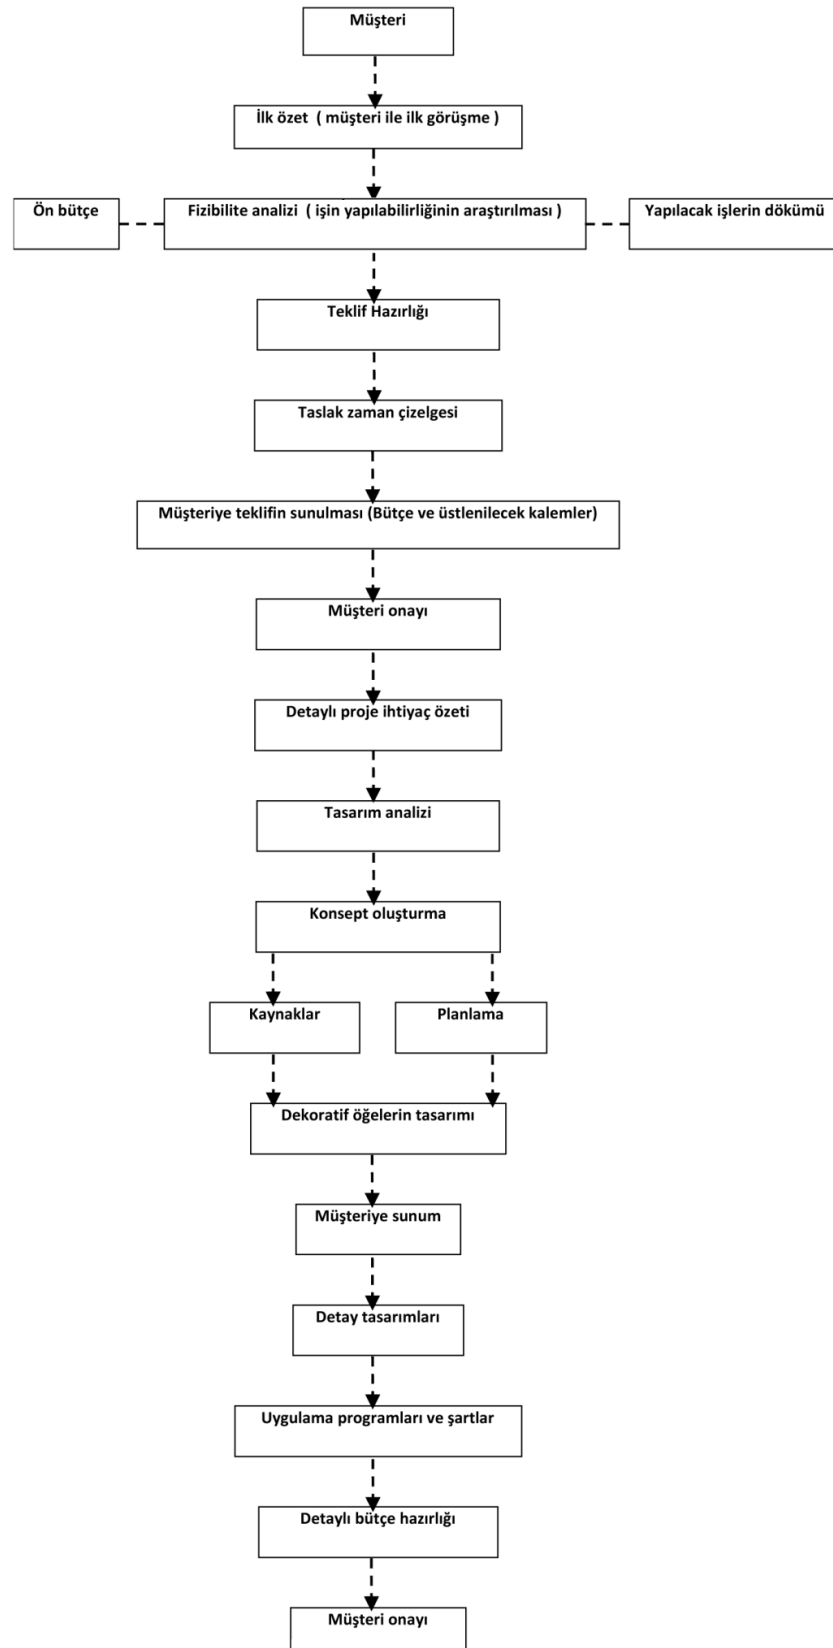 Müşteri
İlk özet ( müşteri ile ilk görüşme )
Ön bütçe
Fizibilite analizi ( işin yapılabilirliğinin araştırılması )
Yapılacak işlerin dökümü
Teklif Hazırlığı
Taslak zaman çizelgesi
Müşteriye teklifin sunulması (Bütçe ve üstlenilecek kalemler)
Müşteri onayı
Detaylı proje ihtiyaç özeti
Tasarım analizi
Konsept oluşturma
Kaynaklar
Planlama
Dekoratif öğelerin tasarımı
Müşteriye sunum
Detay tasarımları
Uygulama programları ve şartlar
Detaylı bütçe hazırlığı
Müşteri onayı